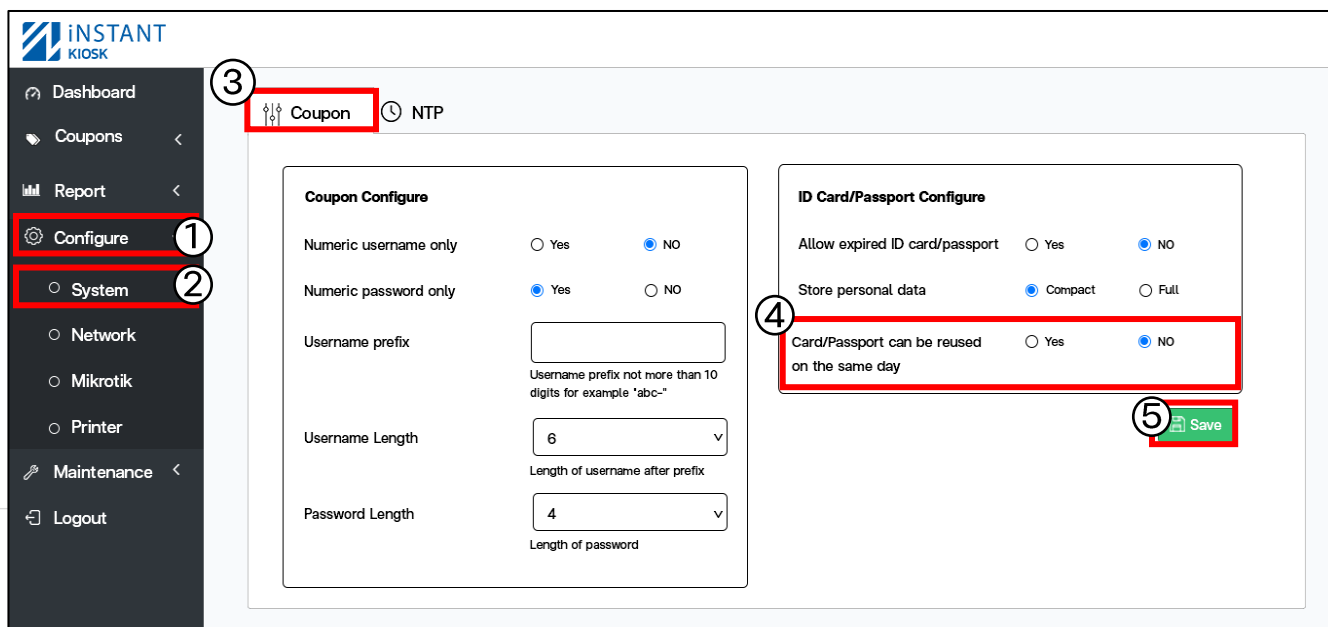 iNSTANT
KIOSK
Dashboard
Coupons
Report
Configure
1
System
2
Network
Mikrotik
Printer
Maintenance
Logout
3
Coupon
NTP
Coupon Configure
Numeric username only
Yes
NO
Numeric password only
Yes
NO
Username prefix
Username prefix not more than 10
digits for example "abc-"
Username Length
6
Length of username after prefix
Password Length
4
Length of password
ID Card/Passport Configure
Allow expired ID card/passport
Yes
NO
Store personal data
Compact
Full
4
Card/Passport can be reused
on the same day
Yes
NO
5
Save